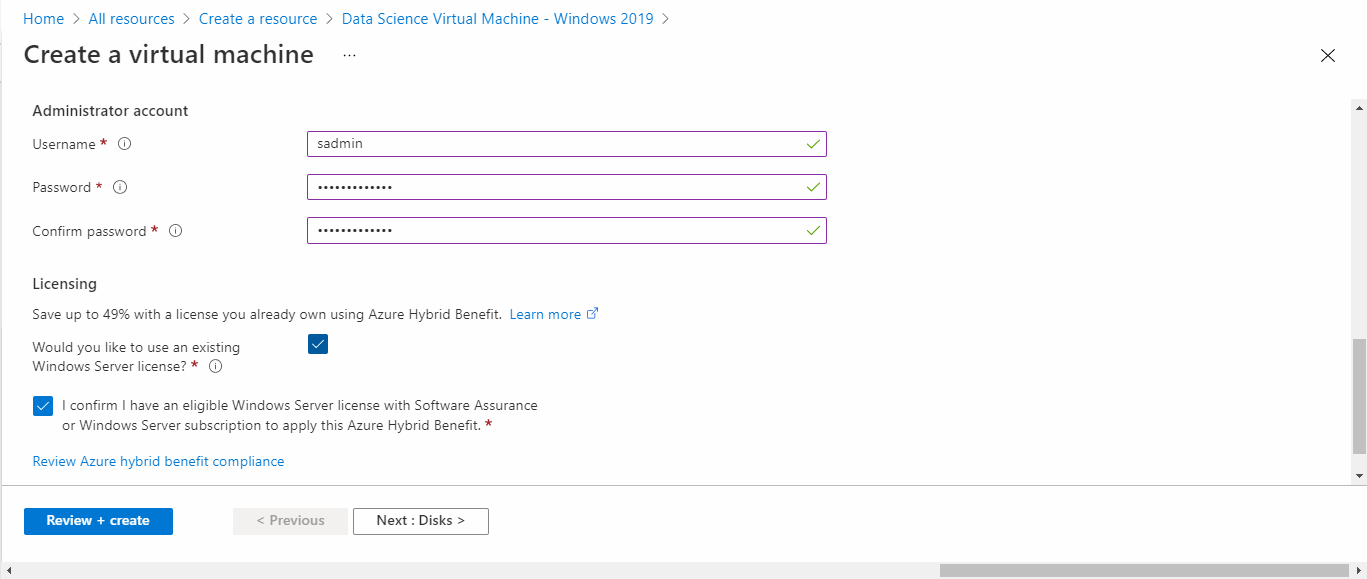 Home > All resources > Create a resource > Data Science Virtual Machine - Windows 2019 >
Create a virtual machine ...
Administrator account
Username *
sadmin
Password *
•••••••••••••
Confirm password *
•••••••••••••
Licensing
Save up to 49% with a license you already own using Azure Hybrid Benefit. Learn more
Would you like to use an existing
Windows Server license? *
I confirm I have an eligible Windows Server license with Software Assurance
or Windows Server subscription to apply this Azure Hybrid Benefit. *
Review Azure hybrid benefit compliance
Review + create
< Previous
Next : Disks >